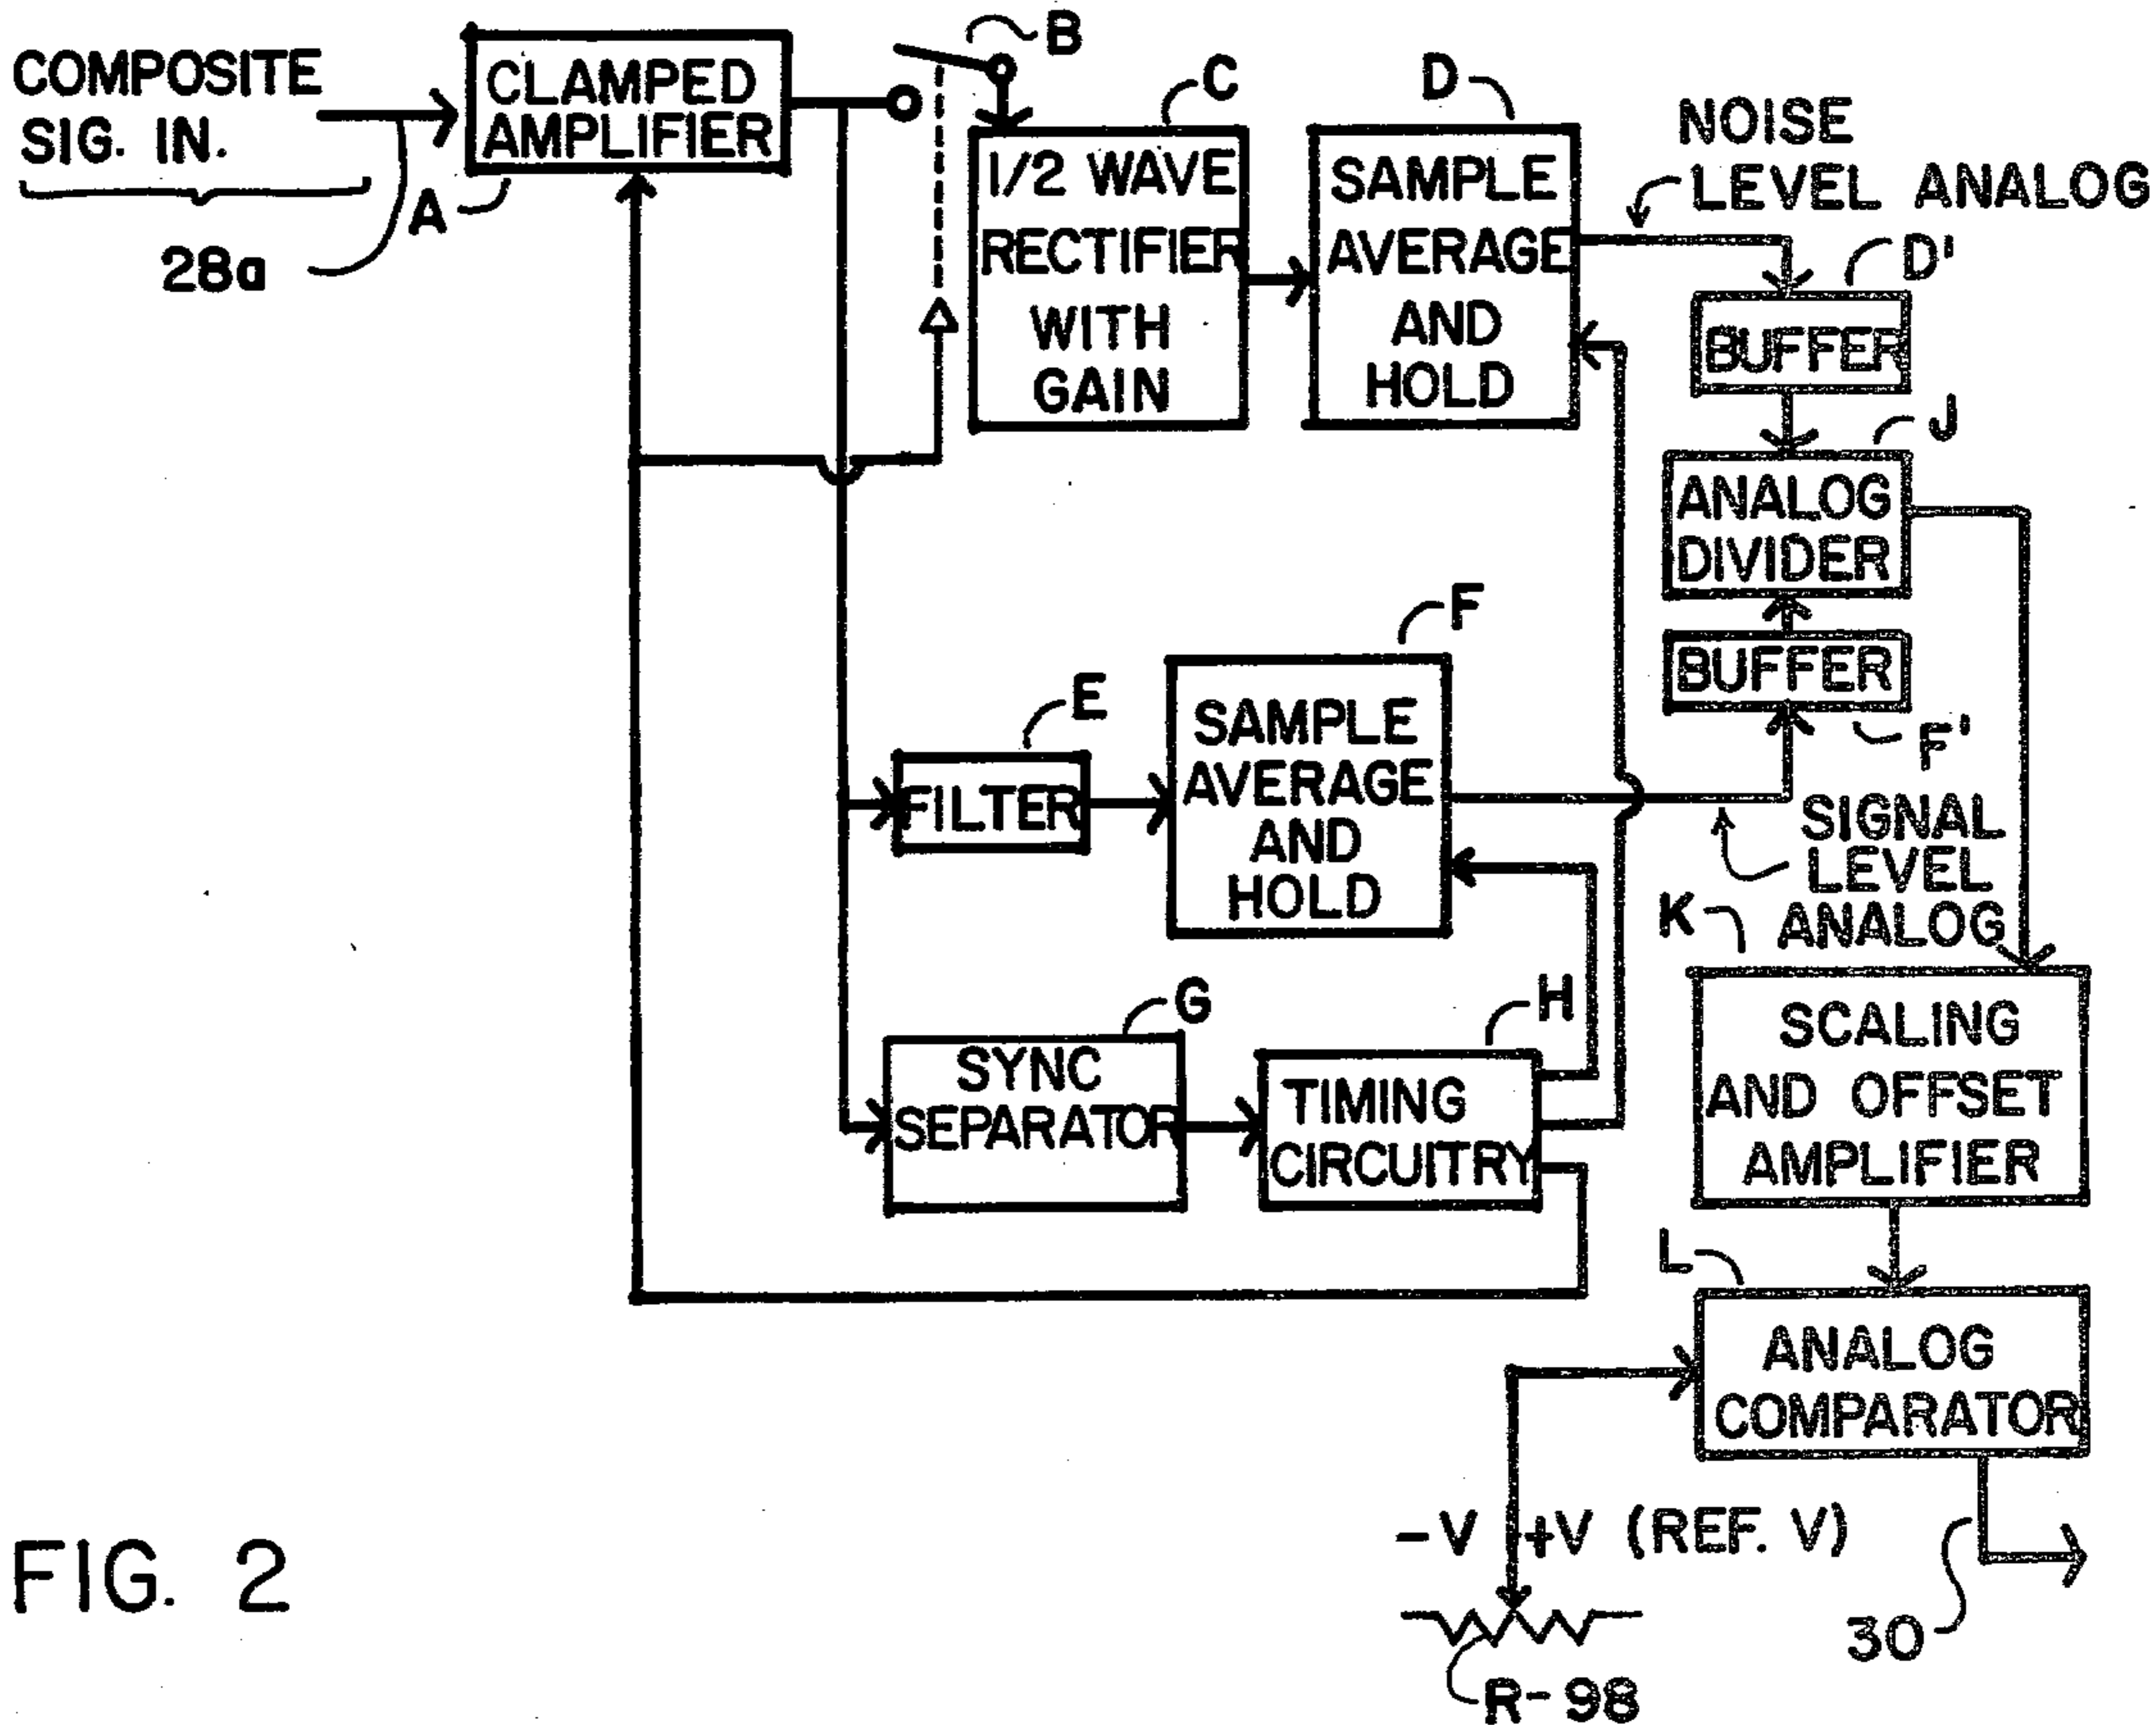 COMPOSITE
SIG. IN.
28a
CLAMPED
AMPLIFIER
A
B
C
1/2 WAVE
RECTIFIER
WITH
GAIN
D
SAMPLE
AVERAGE
AND
HOLD
NOISE
LEVEL ANALOG
D'
BUFFER
J
ANALOG
DIVIDER
BUFFER
F'
E
FILTER
F
SAMPLE
AVERAGE
AND
HOLD
SIGNAL
LEVEL
ANALOG
G
SYNC
SEPARATOR
H
TIMING
CIRCUITRY
K
SCALING
AND OFFSET
AMPLIFIER
L
ANALOG
COMPARATOR
-V +V (REF. V)
R-98
30
FIG. 2